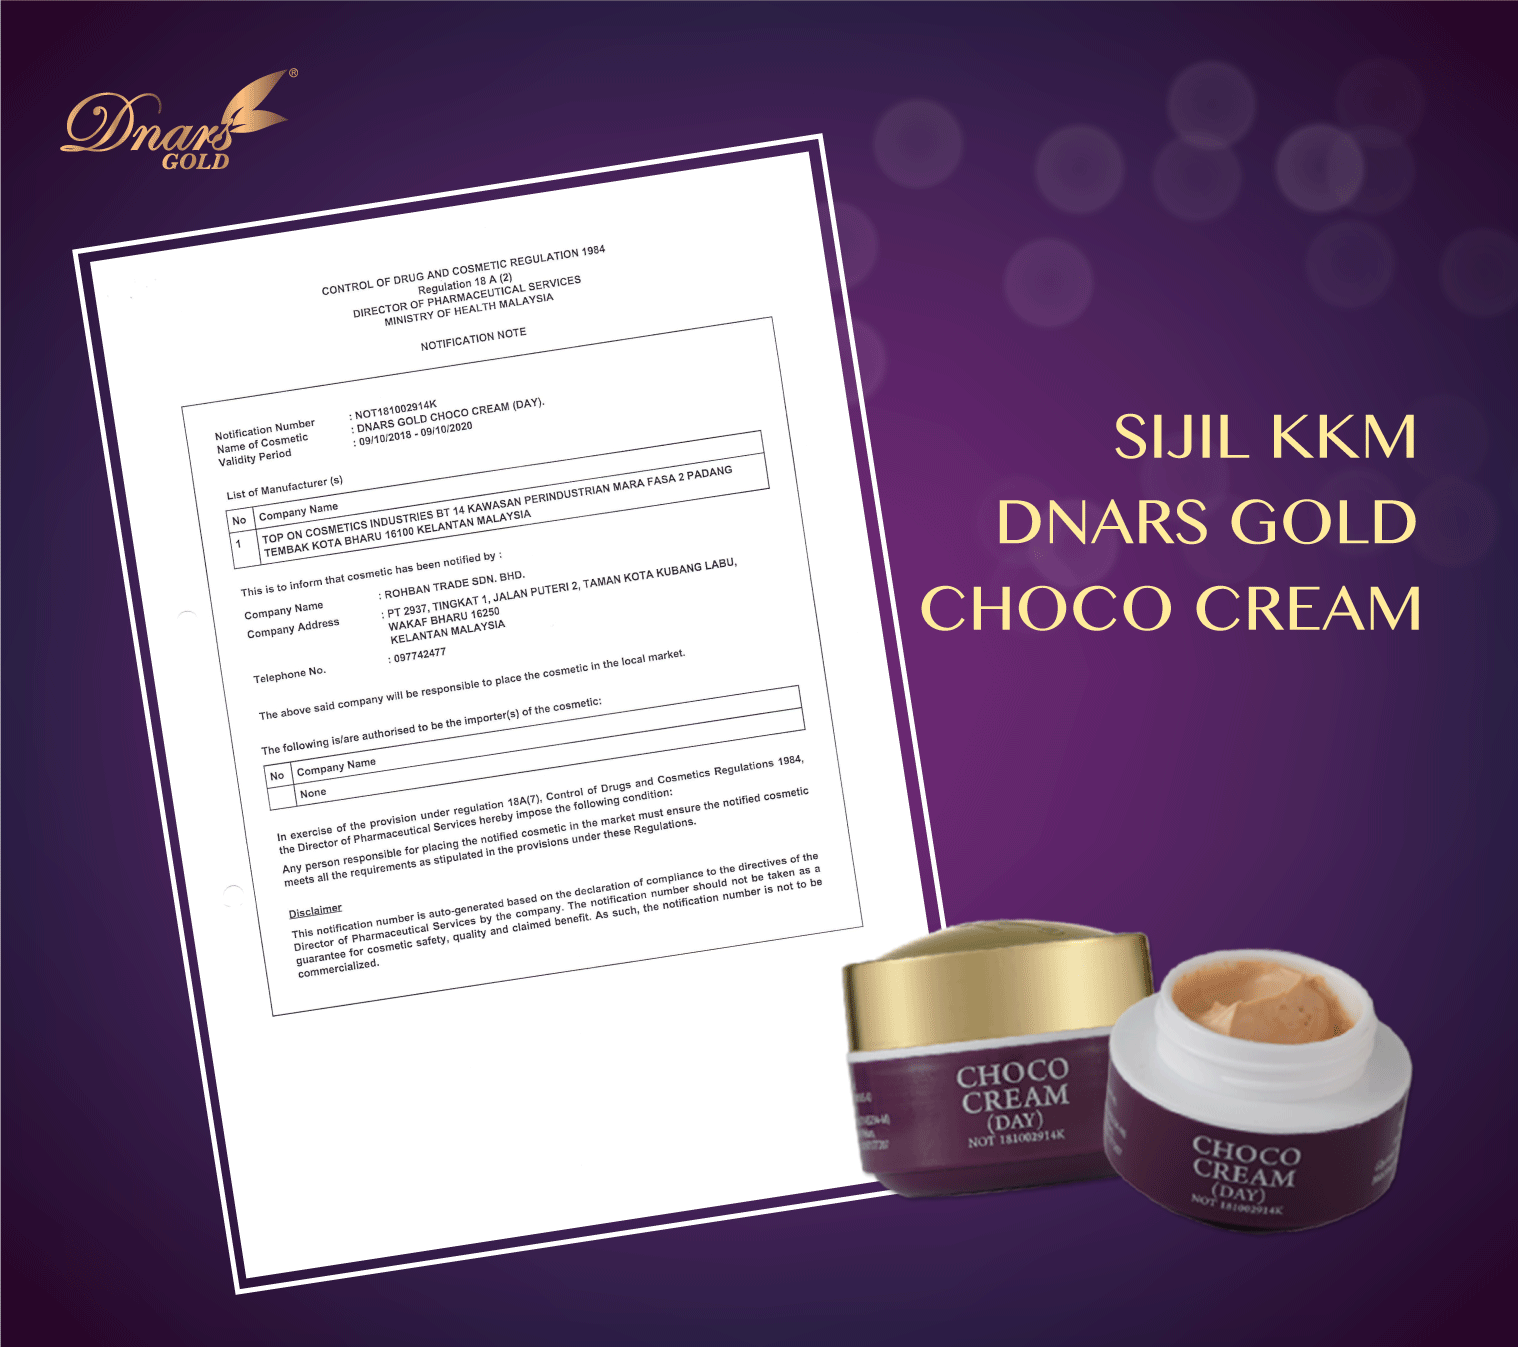 Dnars®
GOLD
CONTROL OF DRUG AND COSMETIC REGULATION 1984
Regulation 18 A (2)
DIRECTOR OF PHARMACEUTICAL SERVICES
MINISTRY OF HEALTH MALAYSIA
NOTIFICATION NOTE
Notification Number : NOT181002914K
Name of Cosmetic : DNARS GOLD CHOCO CREAM (DAY).
Validity Period : 09/10/2018 - 09/10/2020
List of Manufacturer (s)
No Company Name
1 TOP ON COSMETICS INDUSTRIES BT 14 KAWASAN PERINDUSTRIAN MARA FASA 2 PADANG
TEMBAK KOTA BHARU 16100 KELANTAN MALAYSIA
This is to inform that cosmetic has been notified by :
Company Name : ROHBAN TRADE SDN. BHD.
Company Address : PT 2937, TINGKAT 1, JALAN PUTERI 2, TAMAN KOTA KUBANG LABU,
WAKAF BHARU 16250
KELANTAN MALAYSIA
Telephone No. : 097742477
The above said company will be responsible to place the cosmetic in the local market.
The following is/are authorised to be the importer(s) of the cosmetic:
No Company Name
None
In exercise of the provision under regulation 18A(7), Control of Drugs and Cosmetics Regulations 1984,
the Director of Pharmaceutical Services hereby impose the following condition:
Any person responsible for placing the notified cosmetic in the market must ensure the notified cosmetic
meets all the requirements as stipulated in the provisions under these Regulations.
Disclaimer
This notification number is auto-generated based on the declaration of compliance to the directives of the
Director of Pharmaceutical Services by the company. The notification number should not be taken as a
guarantee for cosmetic safety, quality and claimed benefit. As such, the notification number is not to be
commercialized.
SIJIL KKM
DNARS GOLD
CHOCO CREAM
CHOCO
CREAM
(DAY)
NOT 181002914K
CHOCO
CREAM
(DAY)
NOT 181002914K